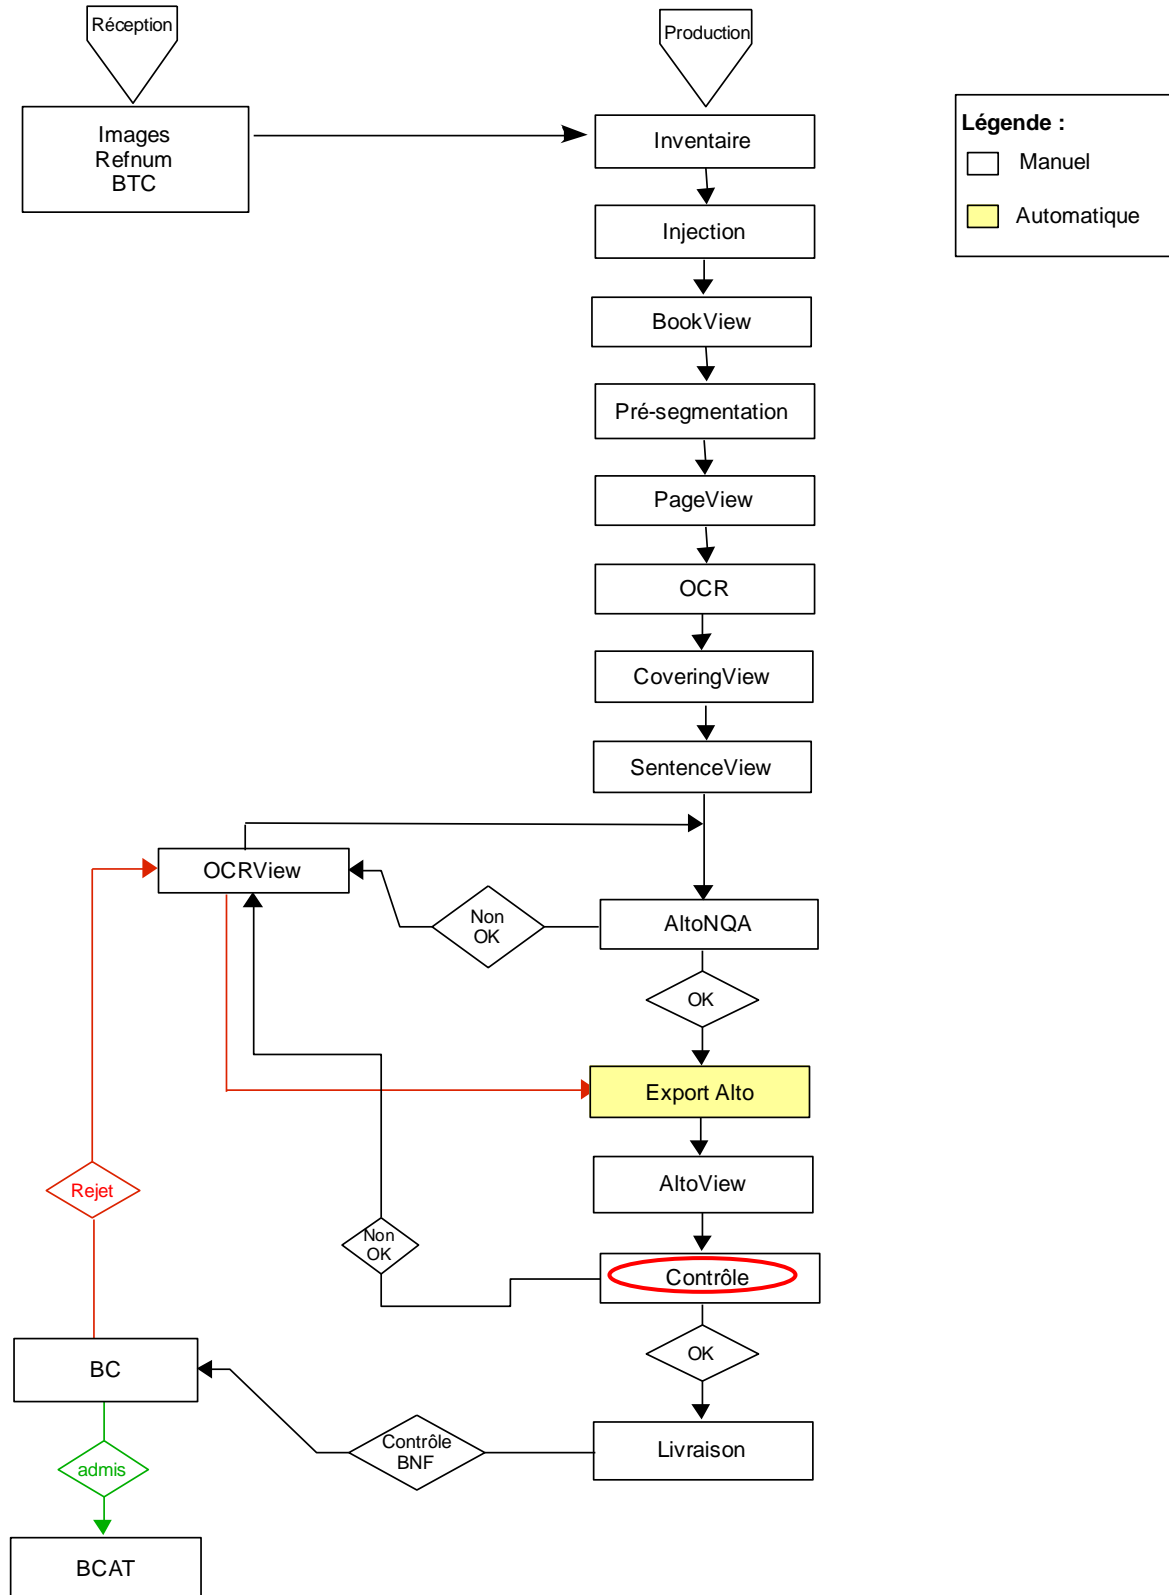 Réception
Production
Images
Refnum
BTC
Inventaire
Légende :
Manuel
Automatique
Injection
BookView
Pré-segmentation
PageView
OCR
CoveringView
SentenceView
OCRView
Non
OK
AltoNQA
OK
Export Alto
AltoView
Rejet
Non
OK
Contrôle
OK
BC
Contrôle
BNF
Livraison
admis
BCAT